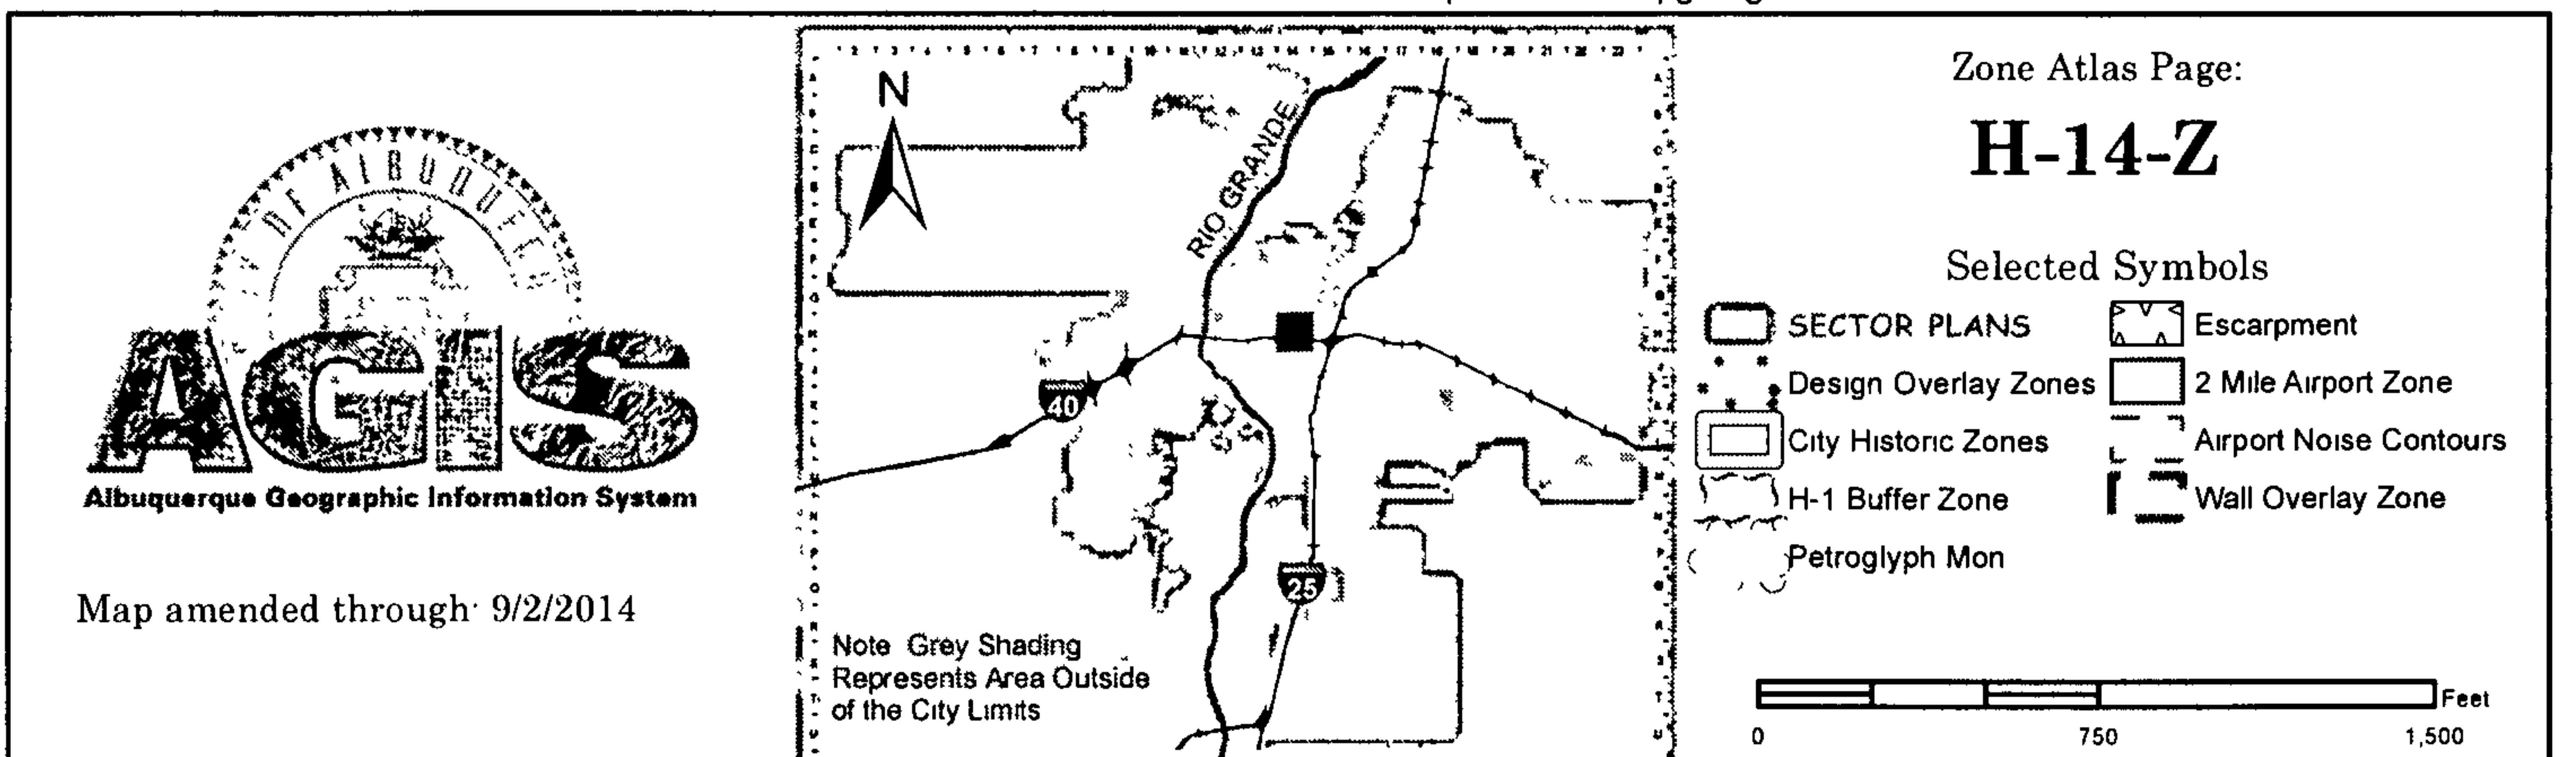 OF ALBUQUERQUE
AGIS
Albuquerque Geographic Information System
Map amended through 9/2/2014
N
RIO GRANDE
40
25
Note Grey Shading
Represents Area Outside
of the City Limits
Zone Atlas Page:
H-14-Z
Selected Symbols
SECTOR PLANS
Design Overlay Zones
City Historic Zones
H-1 Buffer Zone
Petroglyph Mon
Escarpment
2 Mile Airport Zone
Airport Noise Contours
Wall Overlay Zone
Feet
0 750 1,500